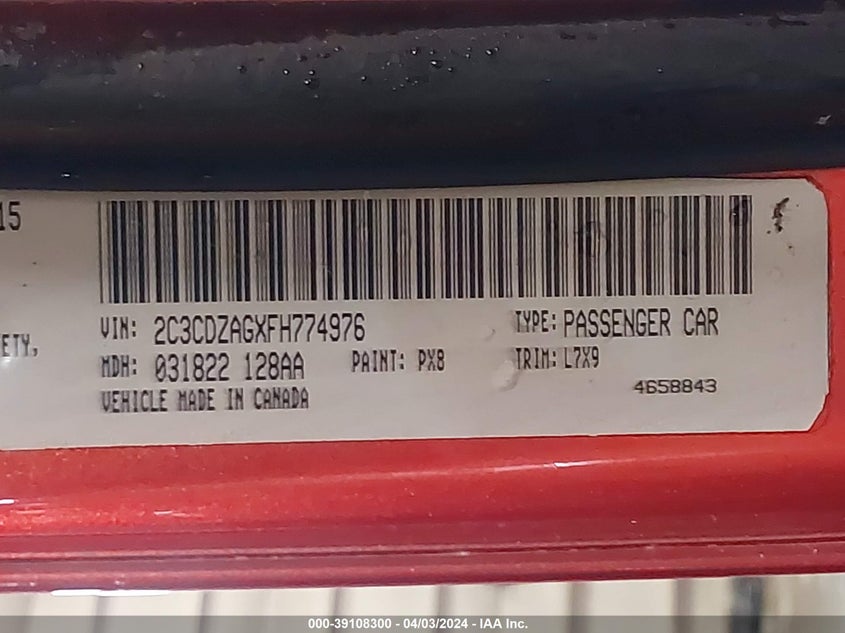 15
VIN: 2C3CDZAGXFH774976
TYPE: PASSENGER CAR
ETY,
MDH: 031822 128AA
PAINT: PX8
TRIM: L7X9
VEHICLE MADE IN CANADA
4658843
000-39108300 - 04/03/2024 - IAA Inc.